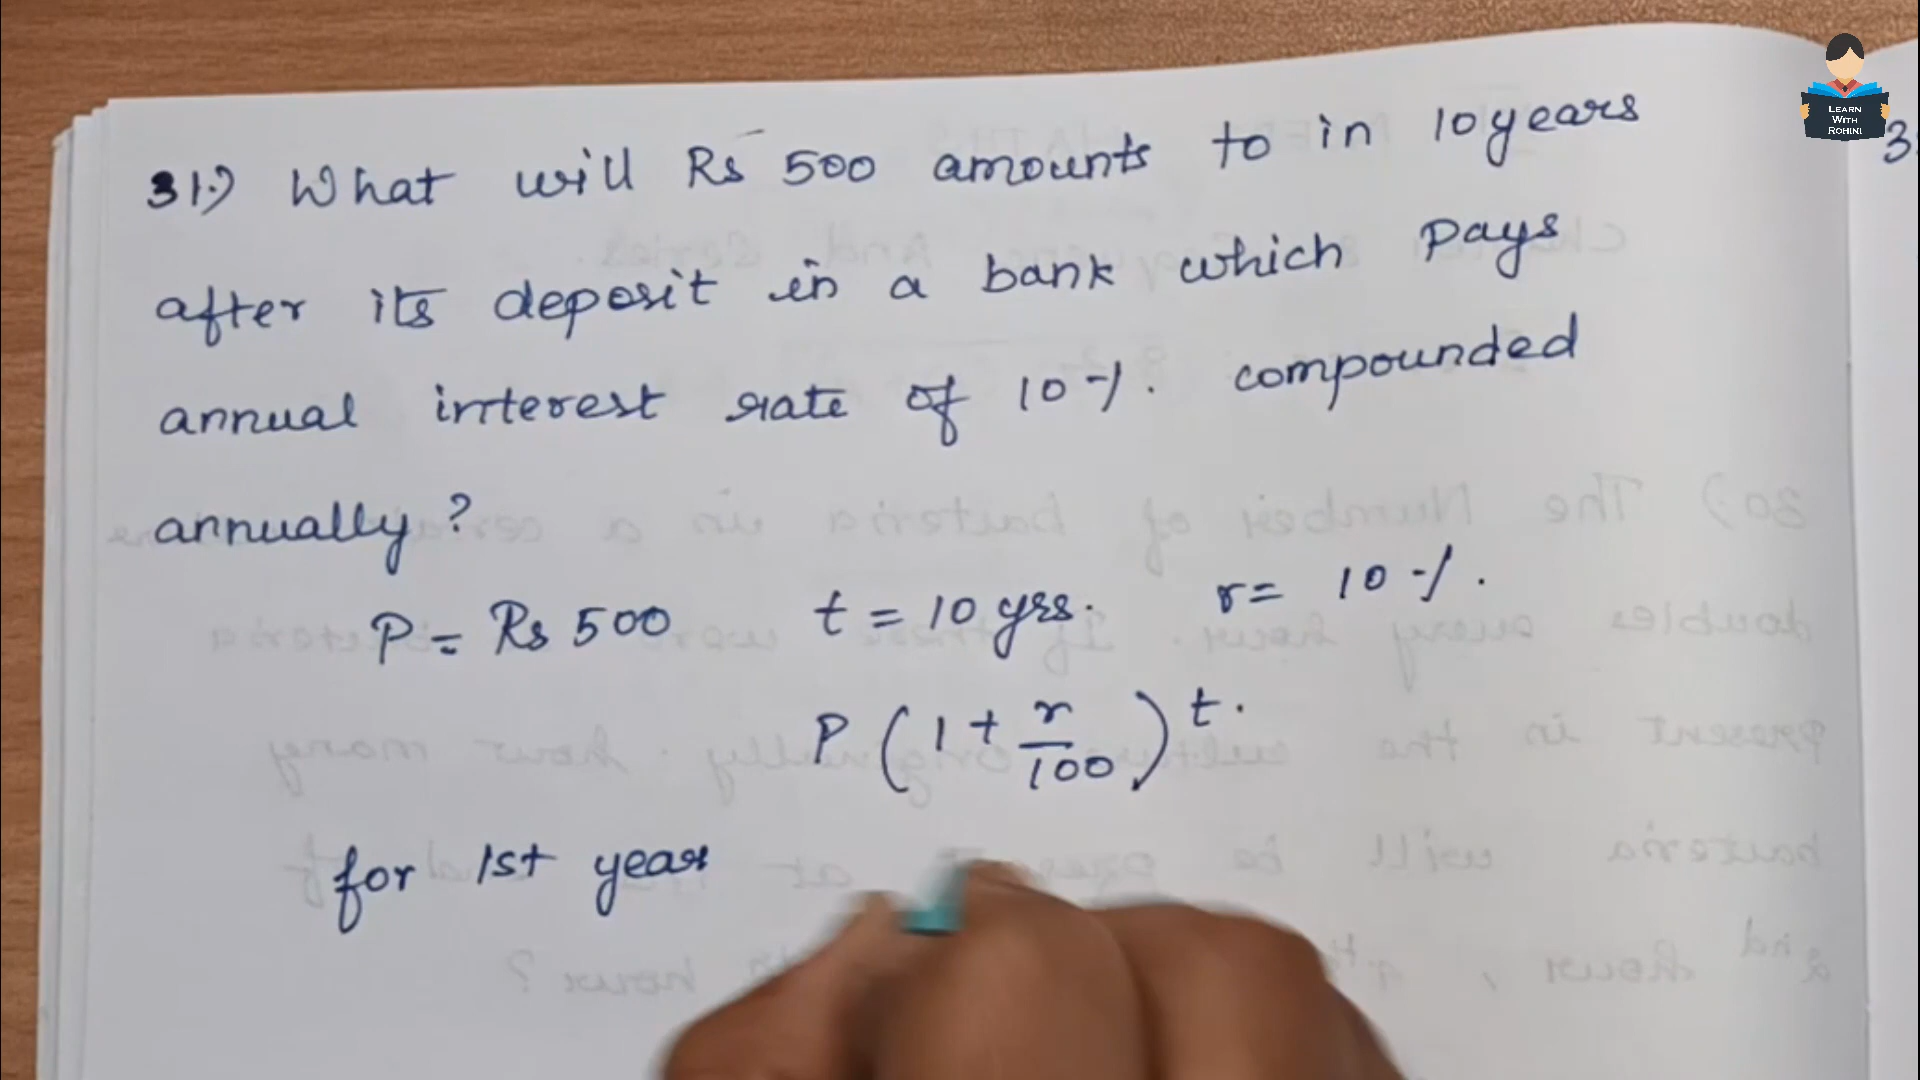 LEARN
WITH
ROHINI
31.) What will Rs 500 amounts to in 10 years
after its deposit in a bank which pays
annual interest rate of 10 %. compounded
annually?
P = Rs 500 t = 10 yrs. r = 10 %.
P (1 + r/100)^t.
for 1st year